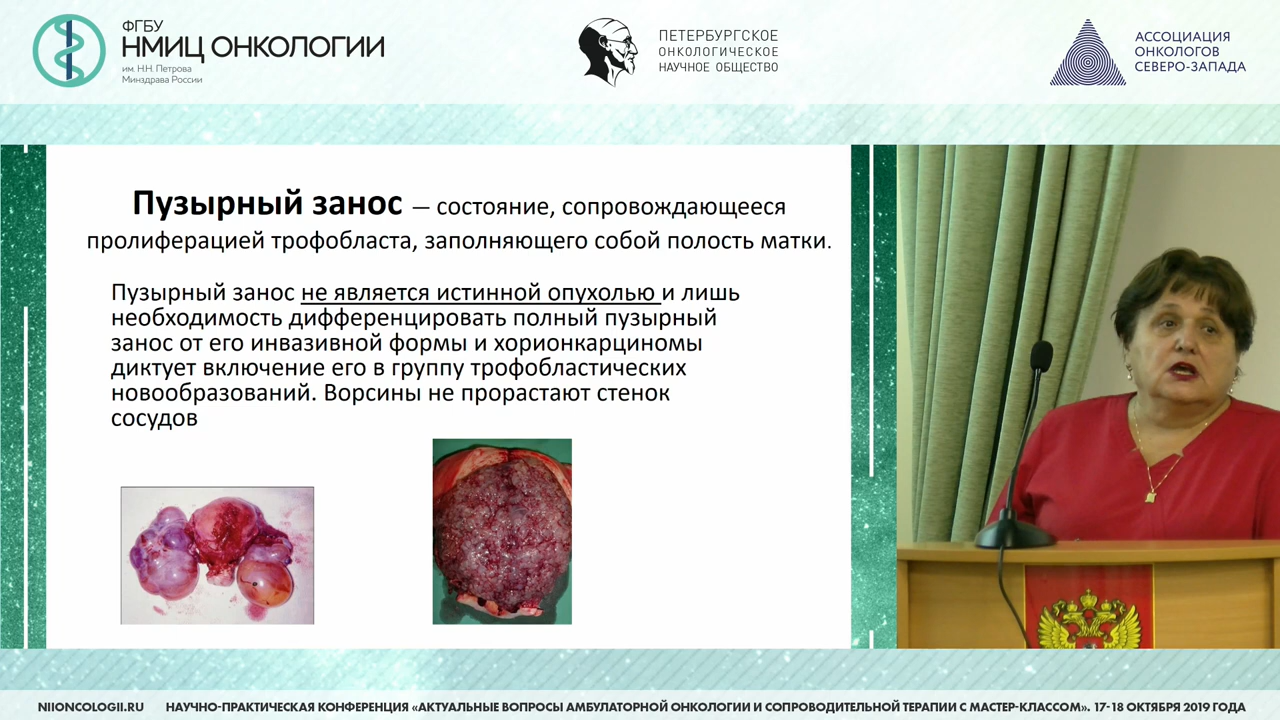 ФГБУ
НМИЦ ОНКОЛОГИИ
им. Н.Н. Петрова
Минздрава России
ПЕТЕРБУРГСКОЕ
ОНКОЛОГИЧЕСКОЕ
НАУЧНОЕ ОБЩЕСТВО
АССОЦИАЦИЯ
ОНКОЛОГОВ
СЕВЕРО-ЗАПАДА
Пузырный занос — состояние, сопровождающееся
пролиферацией трофобласта, заполняющего собой полость матки.
Пузырный занос не является истинной опухолью и лишь
необходимость дифференцировать полный пузырный
занос от его инвазивной формы и хорионкарциномы
диктует включение его в группу трофобластических
новообразований. Ворсины не прорастают стенок
сосудов
NIIONCOLOGII.RU НАУЧНО-ПРАКТИЧЕСКАЯ КОНФЕРЕНЦИЯ «АКТУАЛЬНЫЕ ВОПРОСЫ АМБУЛАТОРНОЙ ОНКОЛОГИИ И СОПРОВОДИТЕЛЬНОЙ ТЕРАПИИ С МАСТЕР-КЛАССОМ». 17-18 ОКТЯБРЯ 2019 ГОДА